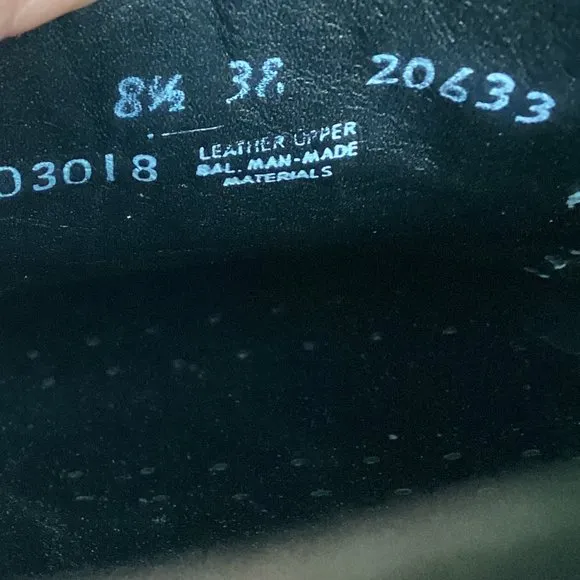 8½ 38. 20633
03018
LEATHER UPPER
BAL. MAN-MADE
MATERIALS